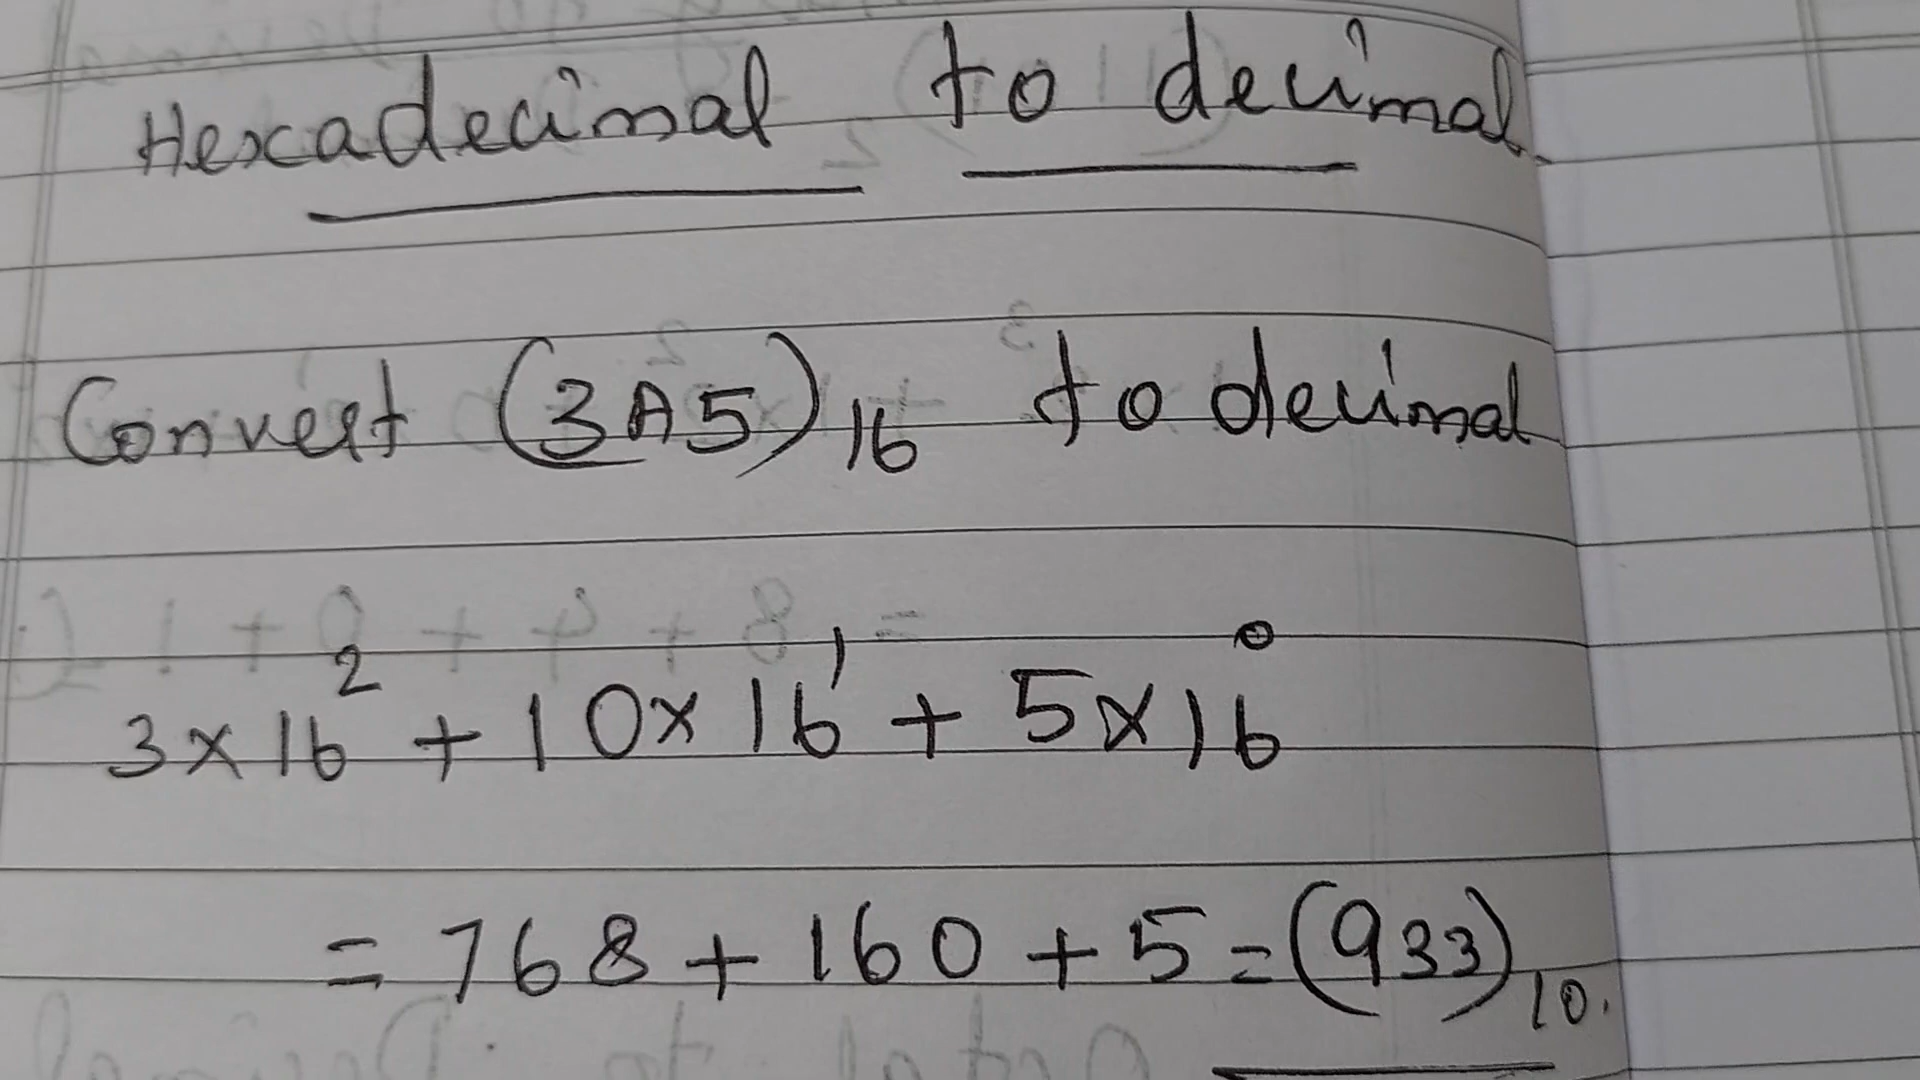 Hexadecimal to decimal.
Convert (3A5)₁₆ to decimal
3 x 16² + 10 x 16¹ + 5 x 16⁰
= 768 + 160 + 5 = (933)₁₀.